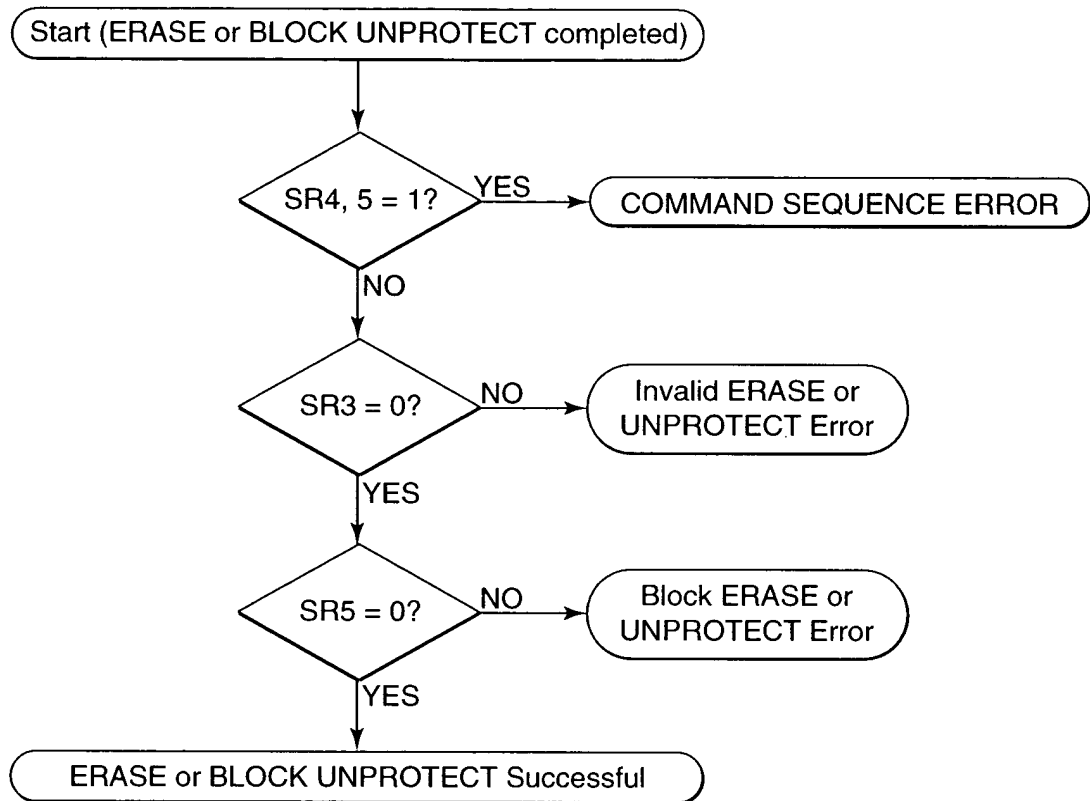 Start (ERASE or BLOCK UNPROTECT completed)
SR4, 5 = 1?
YES
COMMAND SEQUENCE ERROR
NO
SR3 = 0?
NO
Invalid ERASE or
UNPROTECT Error
YES
SR5 = 0?
NO
Block ERASE or
UNPROTECT Error
YES
ERASE or BLOCK UNPROTECT Successful